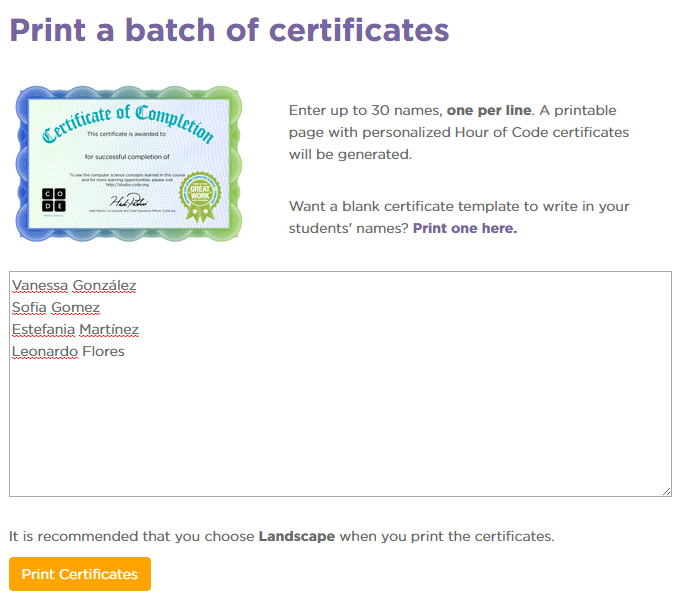 Print a batch of certificates
Certificate of Completion
This certificate is awarded to
for successful completion of
To see the computer science concepts learned in this course
and for more learning opportunities, please visit
http://studio.code.org
C O
D E
GREAT
WORK
Enter up to 30 names, one per line. A printable
page with personalized Hour of Code certificates
will be generated.
Want a blank certificate template to write in your
students' names? Print one here.
Vanessa González
Sofia Gomez
Estefania Martínez
Leonardo Flores
It is recommended that you choose Landscape when you print the certificates.
Print Certificates